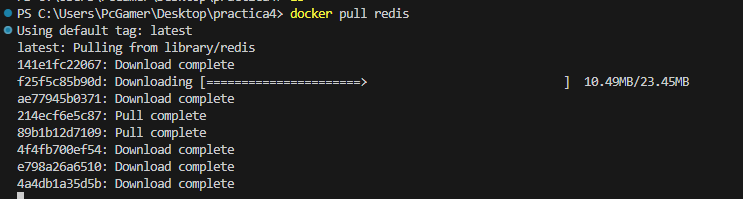 PS C:\Users\PcGamer\Desktop\practica4> docker pull redis
Using default tag: latest
latest: Pulling from library/redis
141e1fc22067: Download complete
f25f5c85b90d: Downloading [======================>                            ]  10.49MB/23.45MB
ae77945b0371: Download complete
214ecf6e5c87: Pull complete
89b1b12d7109: Pull complete
4f4fb700ef54: Download complete
e798a26a6510: Download complete
4a4db1a35d5b: Download complete